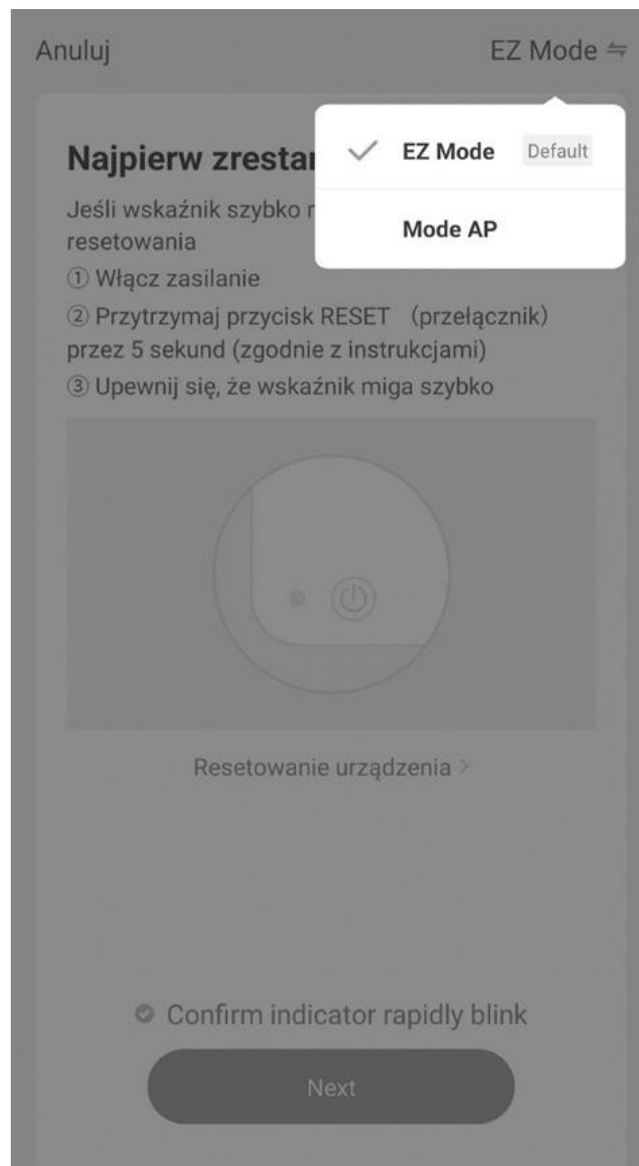 Anuluj
EZ Mode
EZ Mode Default
Mode AP
Najpierw
Jeśli wskaźnik szybko
resetowania
① Włącz zasilanie
② Przytrzymaj przycisk RESET （przełącznik）
przez 5 sekund (zgodnie z instrukcjami)
③ Upewnij się, że wskaźnik miga szybko
Resetowanie urządzenia >
Confirm indicator rapidly blink
Next